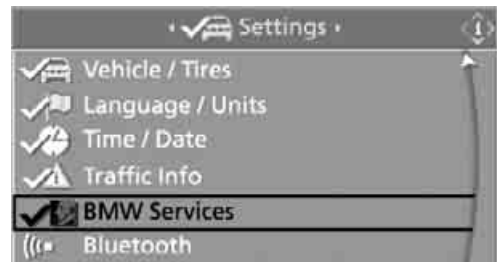 Settings
Vehicle / Tires
Language / Units
Time / Date
Traffic Info
BMW Services
Bluetooth